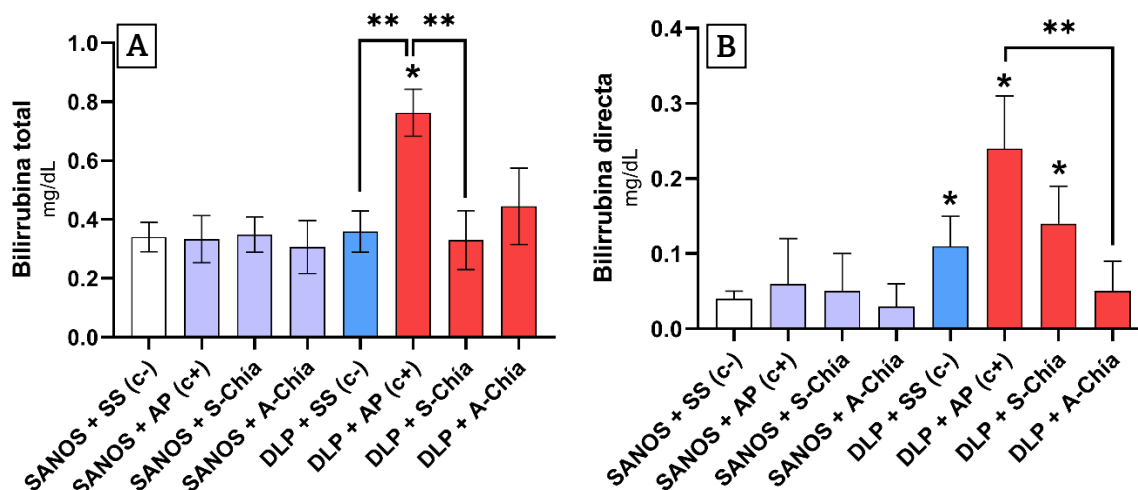 A
** **
*
Bilirrubina total
mg/dL
1.0
0.8
0.6
0.4
0.2
0.0
SANOS + SS (c-)
SANOS + AP (c+)
SANOS + S-Chía
SANOS + A-Chía
DLP + SS (c-)
DLP + AP (c+)
DLP + S-Chía
DLP + A-Chía
B
**
*
*
*
Bilirrubina directa
mg/dL
0.4
0.3
0.2
0.1
0.0
SANOS + SS (c-)
SANOS + AP (c+)
SANOS + S-Chía
SANOS + A-Chía
DLP + SS (c-)
DLP + AP (c+)
DLP + S-Chía
DLP + A-Chía